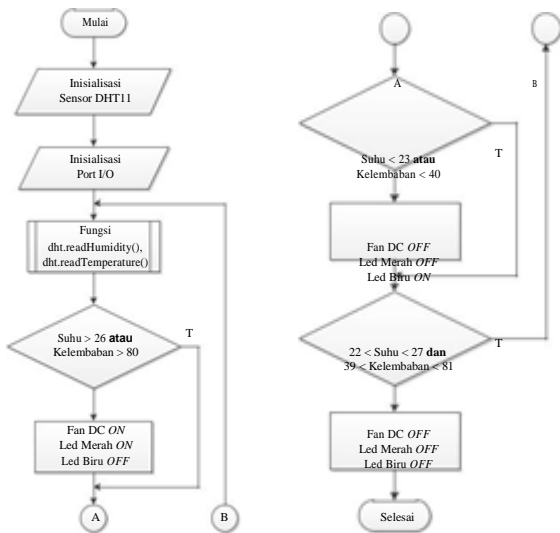 Mulai
Inisialisasi
Sensor DHT11
Inisialisasi
Port I/O
Fungsi
dht.readHumidity(),
dht.readTemperature()
T
Suhu > 26 atau
Kelembaban > 80
Fan DC ON
Led Merah ON
Led Biru OFF
A
B
A
B
T
Suhu < 23 atau
Kelembaban < 40
Fan DC OFF
Led Merah OFF
Led Biru ON
T
22 < Suhu < 27 dan
39 < Kelembaban < 81
Fan DC OFF
Led Merah OFF
Led Biru OFF
Selesai